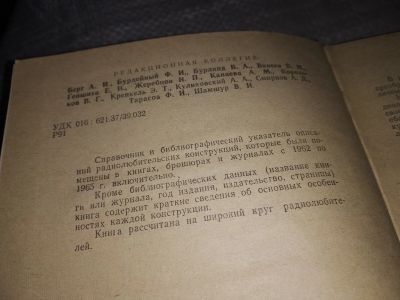 РЕДАКЦИОННАЯ КОЛЛЕГИЯ
Берг А. И., Бурдейный Ф. И., Бурлянд В. А., Ванеев В. И.,
Геништа Е. Н., Жеребцов И. П., Канаева А. М., Корольков
В. Г., Кренкель Э. Т., Куликовский А. А., Смирнов А. Д.,
Тарасов Ф. И., Шамшур В. И
УДК 016 : 621.37/39.032
Р91
Справочник и библиографический указатель описаний
радиолюбительских конструкций, которые были помещены
в книгах, брошюрах и журналах с 1962 по
1965 г. включительно.
Кроме библиографических данных (название книги
или журнала, год издания, издательство, страницы)
книга содержит краткие сведения об основных особенностях
каждой конструкции.
Книга рассчитана на широкий круг радиолюбителей.